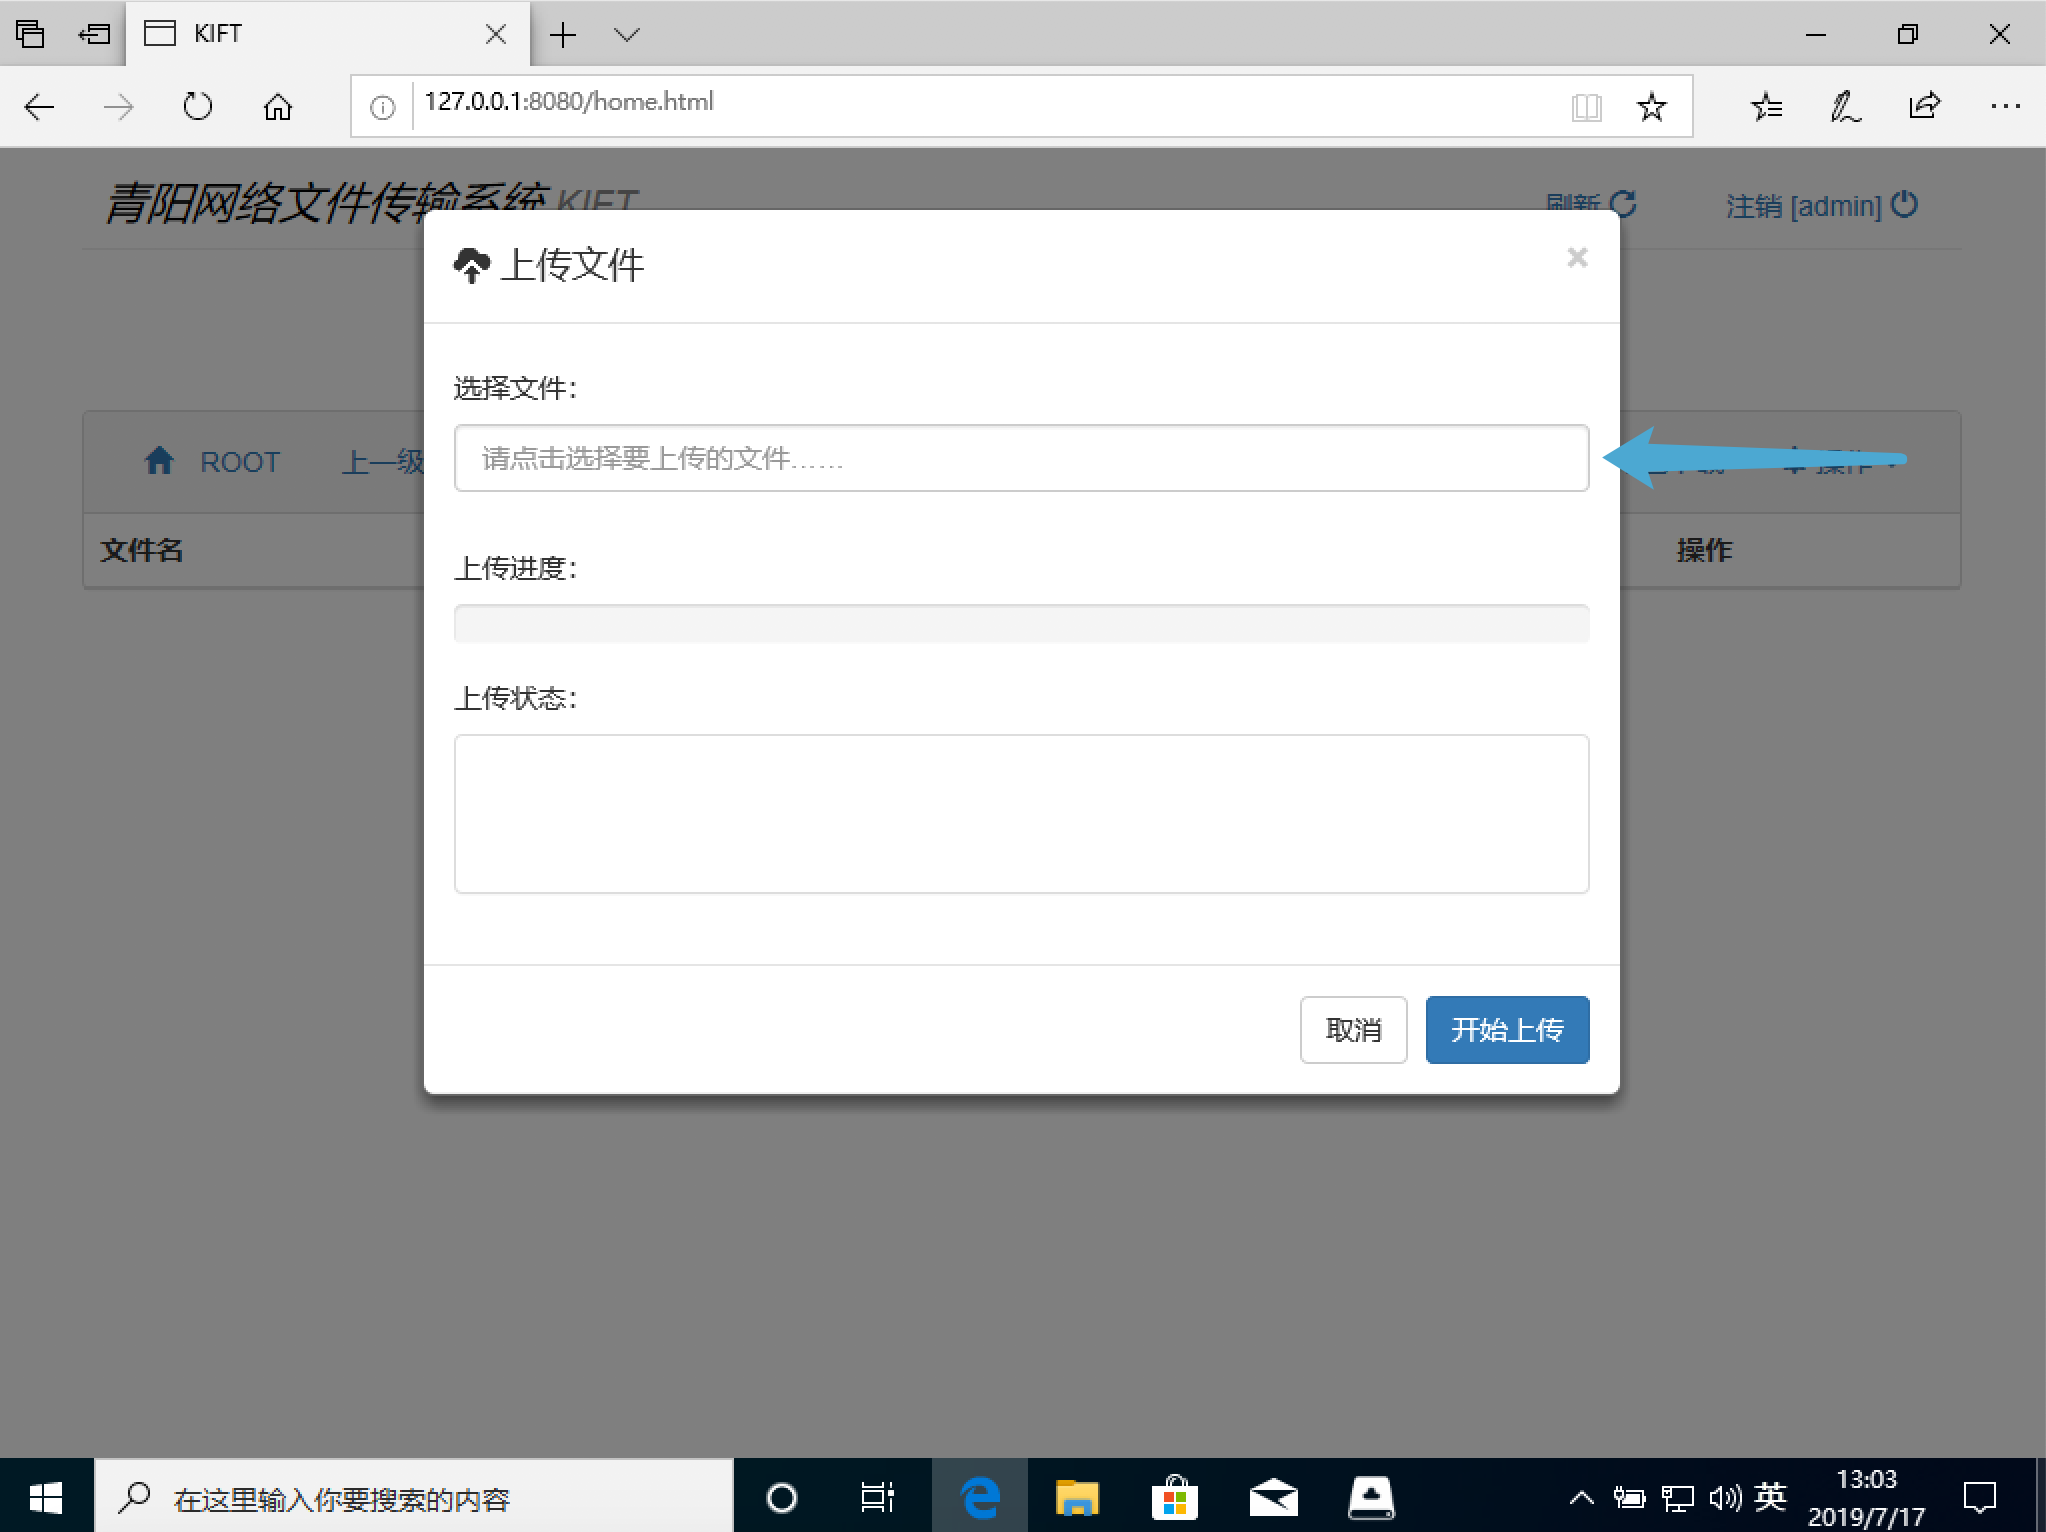 KIFT
127.0.0.1:8080/home.html
青阳网络文件传输系统 KIFT
刷新
注销 [admin]
上传文件
×
选择文件：
ROOT
上一级
请点击选择要上传的文件……
操作
文件名
操作
上传进度：
上传状态：
取消
开始上传
在这里输入你要搜索的内容
英
13:03
2019/7/17